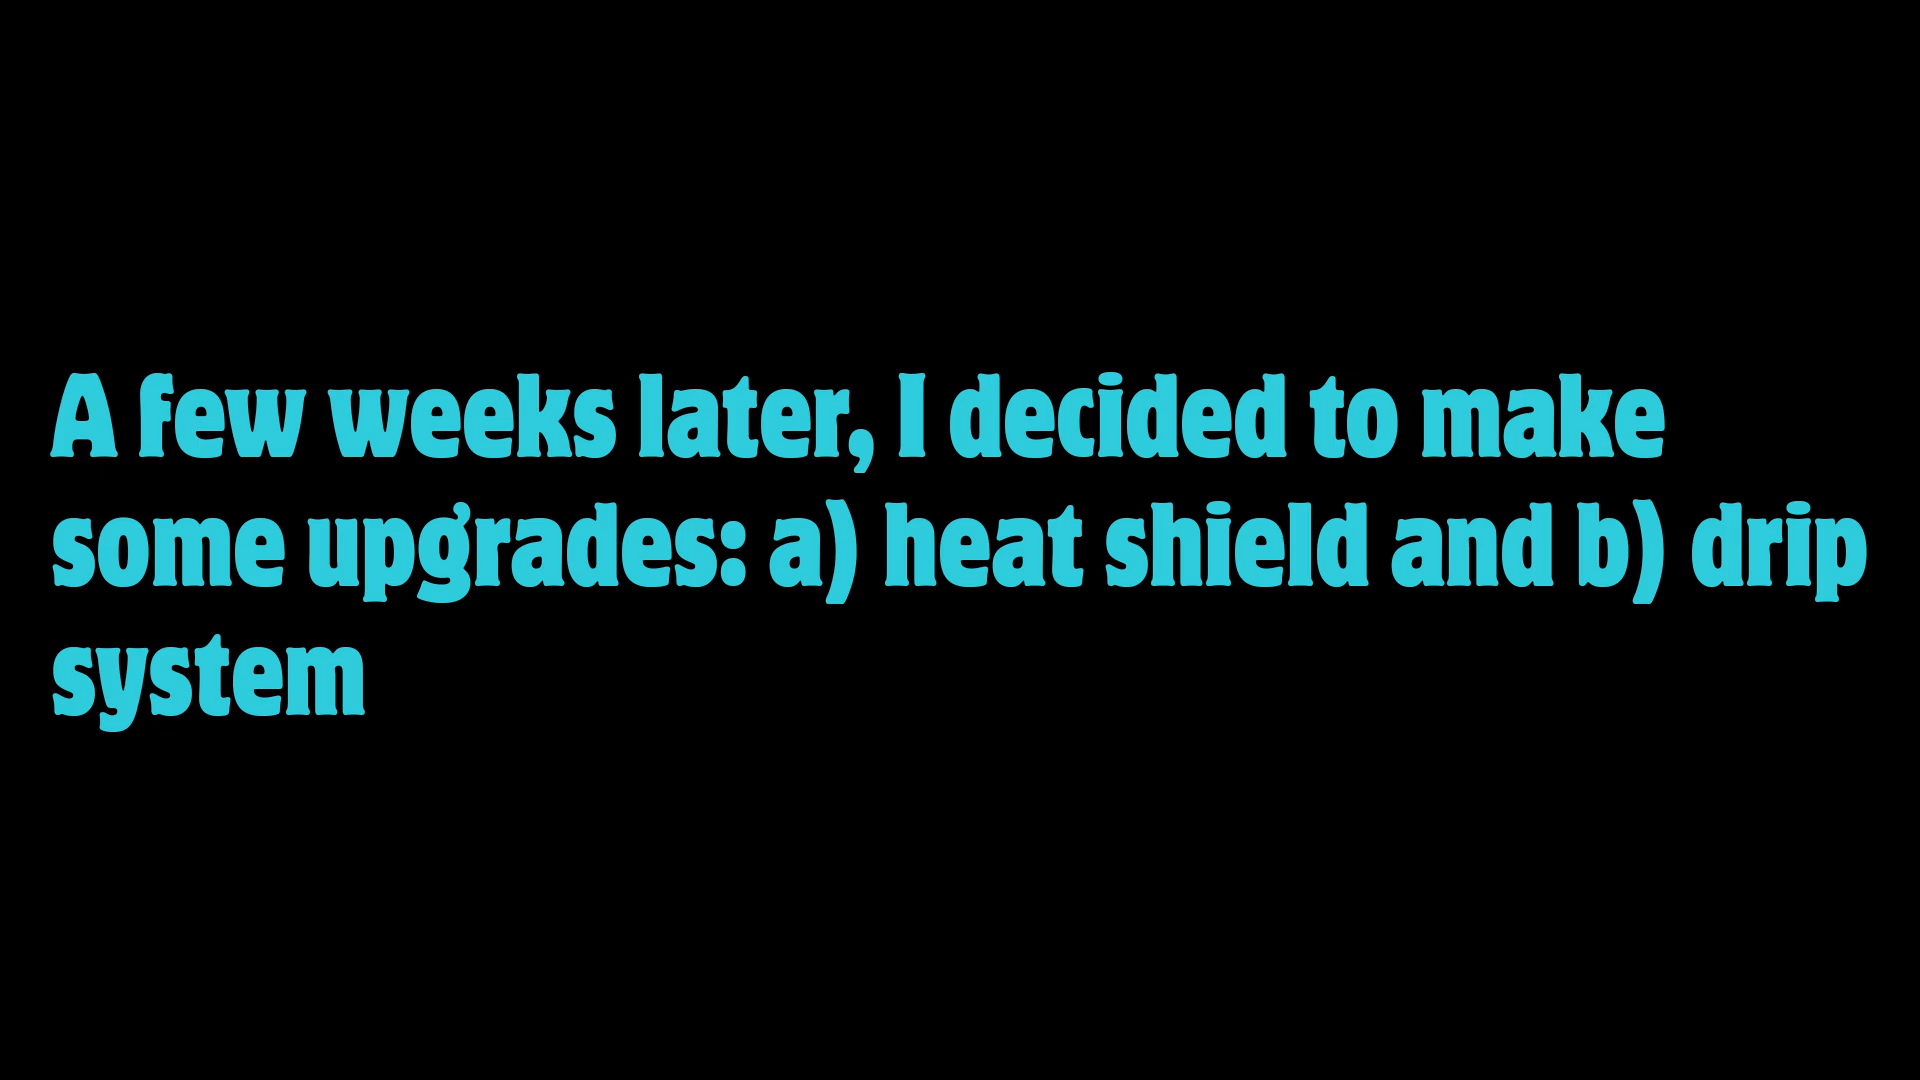 A few weeks later, I decided to make
some upgrades: a) heat shield and b) drip
system